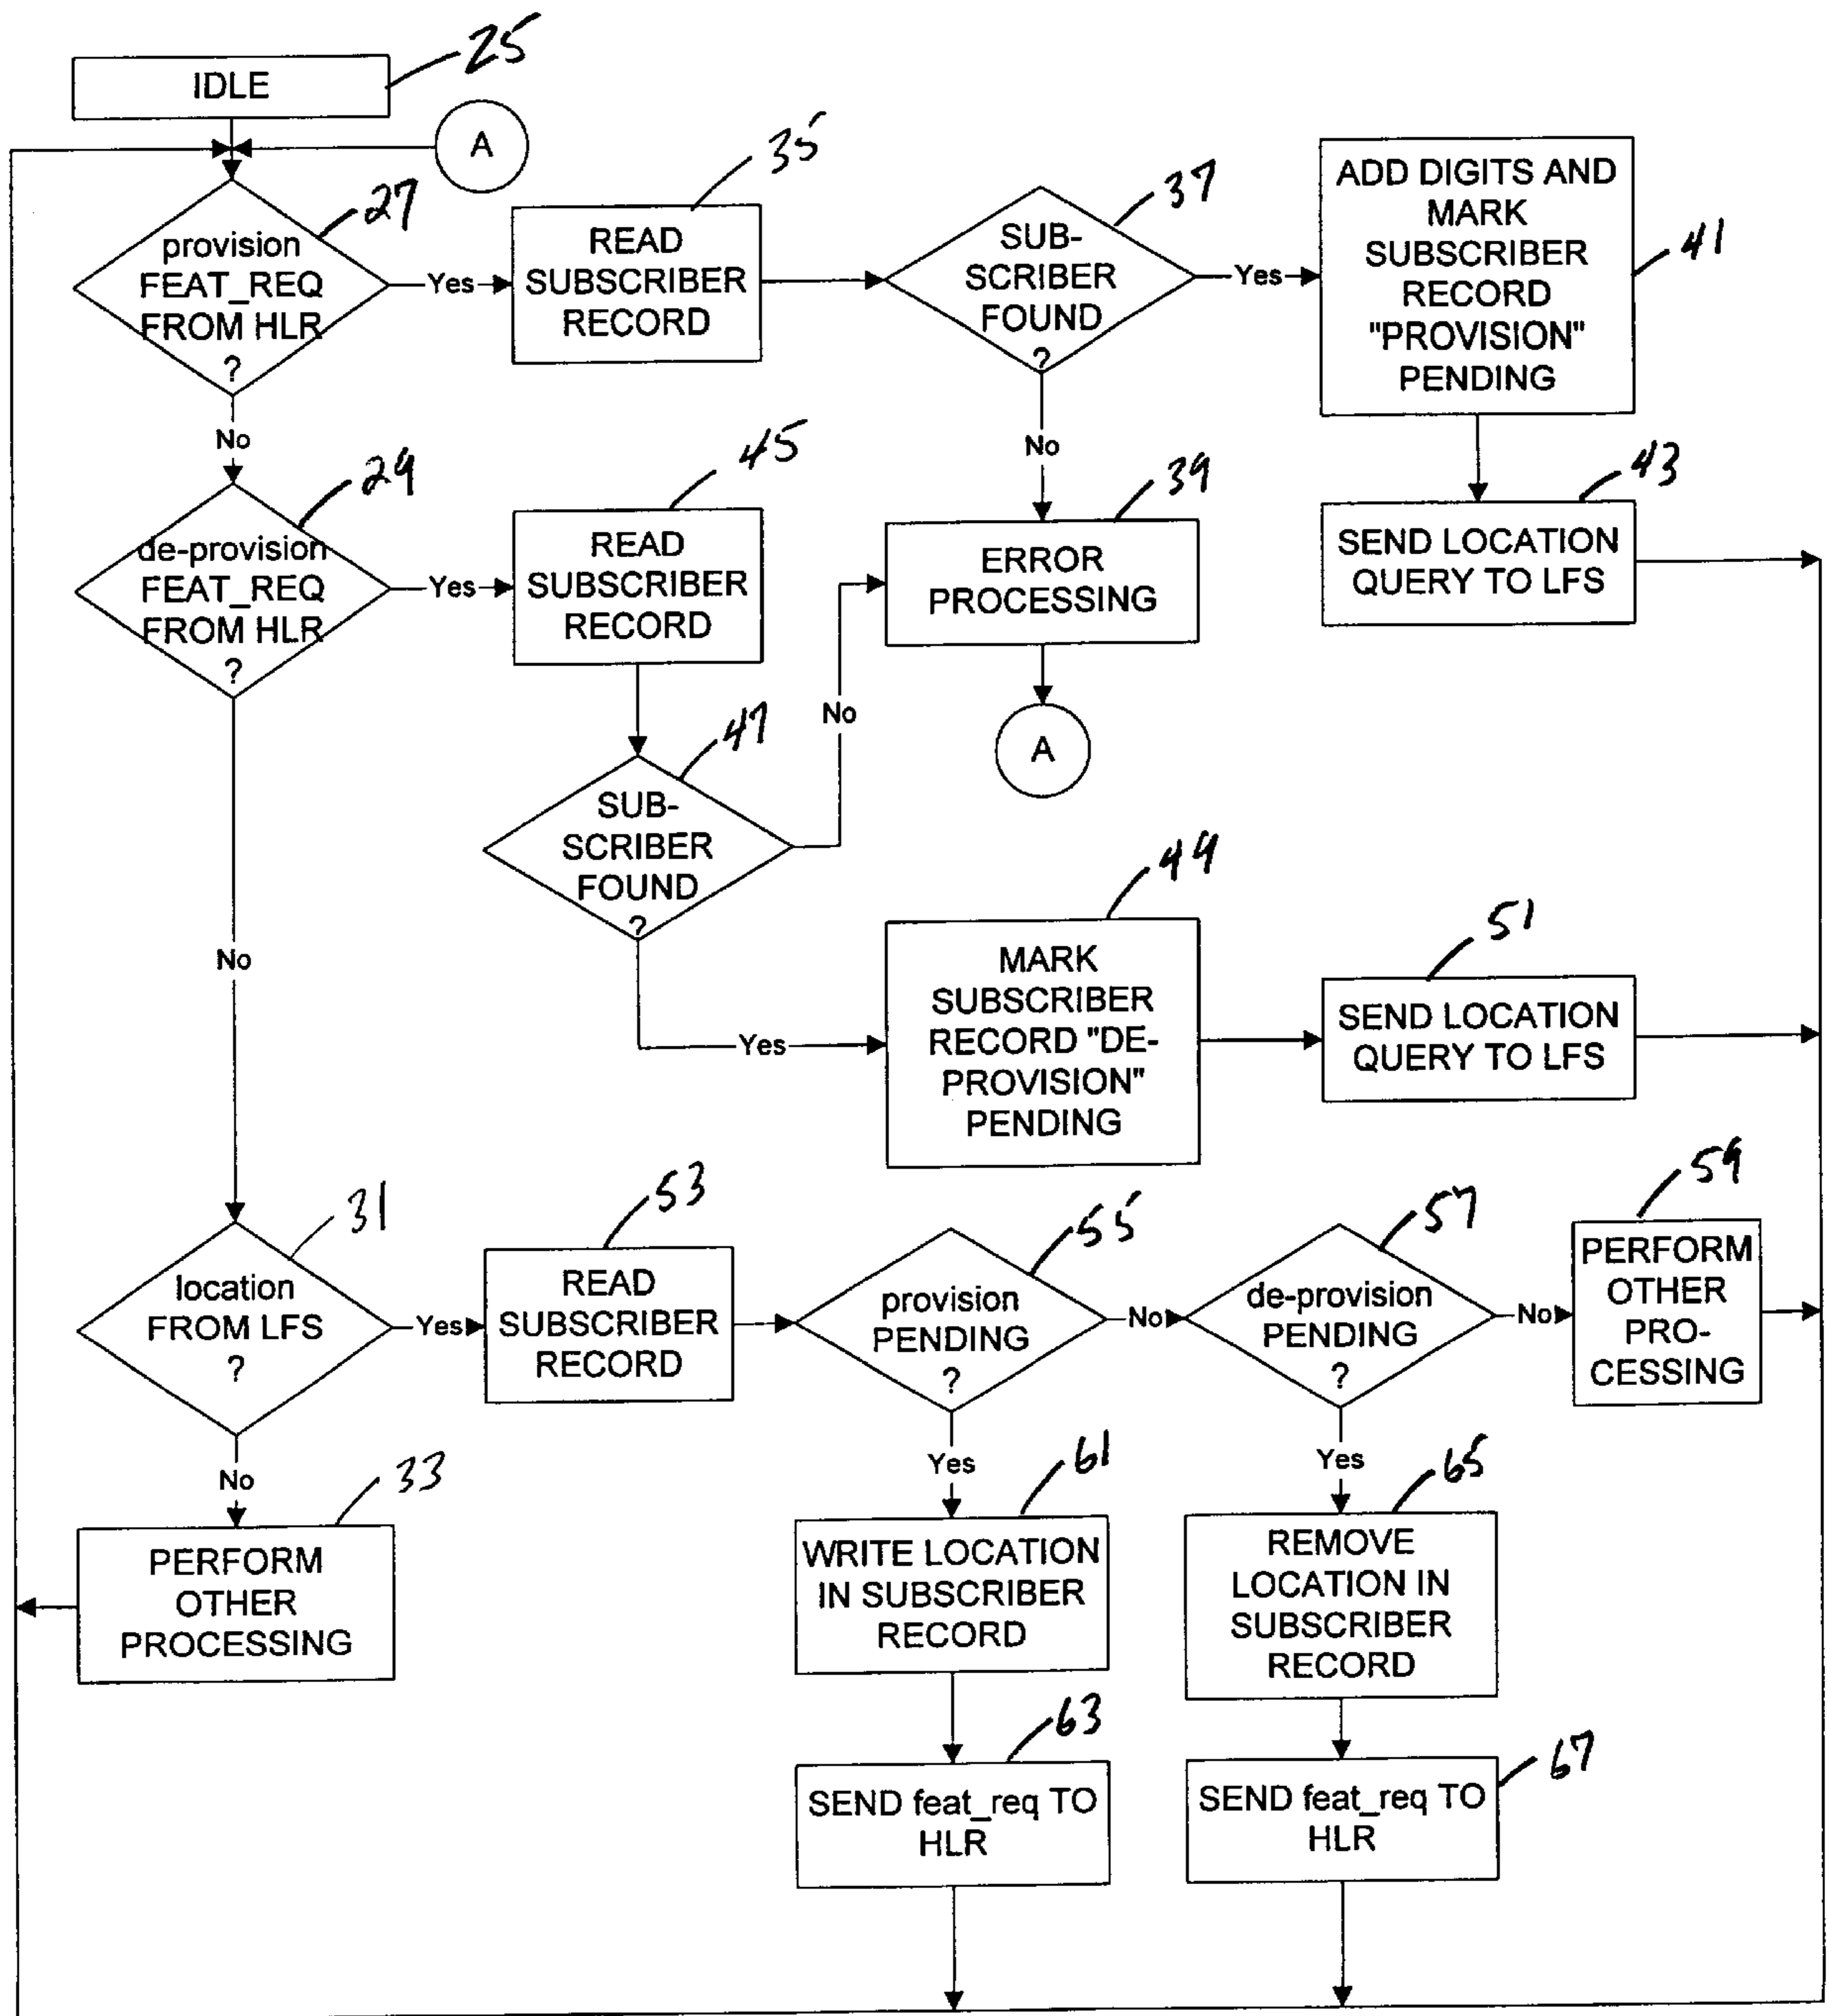 25
IDLE
A
35
37
ADD DIGITS AND
MARK
SUBSCRIBER
RECORD
"PROVISION"
PENDING
41
27
provision
FEAT_REQ
FROM HLR
?
Yes
READ
SUBSCRIBER
RECORD
SUB-
SCRIBER
FOUND
?
Yes
No
No
45
39
43
29
de-provision
FEAT_REQ
FROM HLR
?
Yes
READ
SUBSCRIBER
RECORD
ERROR
PROCESSING
SEND LOCATION
QUERY TO LFS
No
A
47
SUB-
SCRIBER
FOUND
?
49
51
No
Yes
MARK
SUBSCRIBER
RECORD "DE-
PROVISION"
PENDING
SEND LOCATION
QUERY TO LFS
31
53
55
57
59
location
FROM LFS
?
Yes
READ
SUBSCRIBER
RECORD
provision
PENDING
?
No
de-provision
PENDING
?
No
PERFORM
OTHER
PRO-
CESSING
No
Yes
Yes
33
61
65
PERFORM
OTHER
PROCESSING
WRITE LOCATION
IN SUBSCRIBER
RECORD
REMOVE
LOCATION IN
SUBSCRIBER
RECORD
63
67
SEND feat_req TO
HLR
SEND feat_req TO
HLR